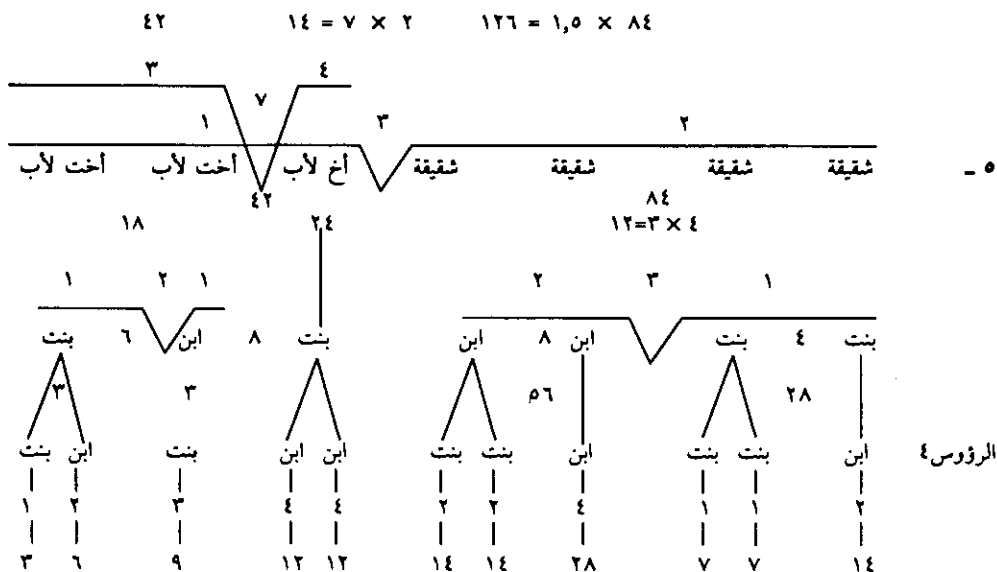 ٤٢ ١٤ = ٧ × ٢ ١٢٦ = ١,٥ × ٨٤
٢ ٣ ١ ٧ ٤ ٣
٥ ـ شقيقة شقيقة شقيقة شقيقة أخ لأب أخت لأب أخت لأب
٨٤ ٤٢
١٢=٣×٤ ٢٤ ١٨
١ ٣ ٢ ١ ٢ ١
بنت ٤ بنت ابن ٨ ابن بنت ٨ ابن ٦ بنت
٢٨ ٥٦ ٣ ٣
الرؤوس٤ ابن بنت بنت ابن بنت بنت ابن ابن بنت ابن بنت
٢ ١ ١ ٤ ٢ ٢ ٤ ٤ ٣ ٢ ١
١٤ ٧ ٧ ٢٨ ١٤ ١٤ ١٢ ١٢ ٩ ٦ ٣